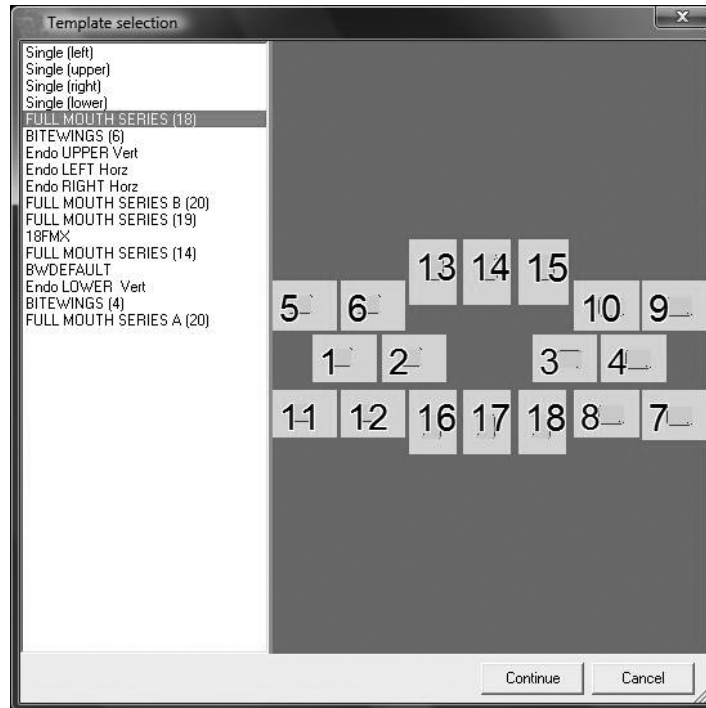 Template selection
Single (left)
Single (upper)
Single (right)
Single (lower)
FULL MOUTH SERIES (18)
BITEWINGS (6)
Endo UPPER Vert
Endo LEFT Horz
Endo RIGHT Horz
FULL MOUTH SERIES B (20)
FULL MOUTH SERIES (19)
18FMX
FULL MOUTH SERIES (14)
BWDEFAULT
Endo LOWER Vert
BITEWINGS (4)
FULL MOUTH SERIES A (20)
13 14 15
5 6 10 9
1 2 3 4
11 12 16 17 18 8 7
Continue Cancel